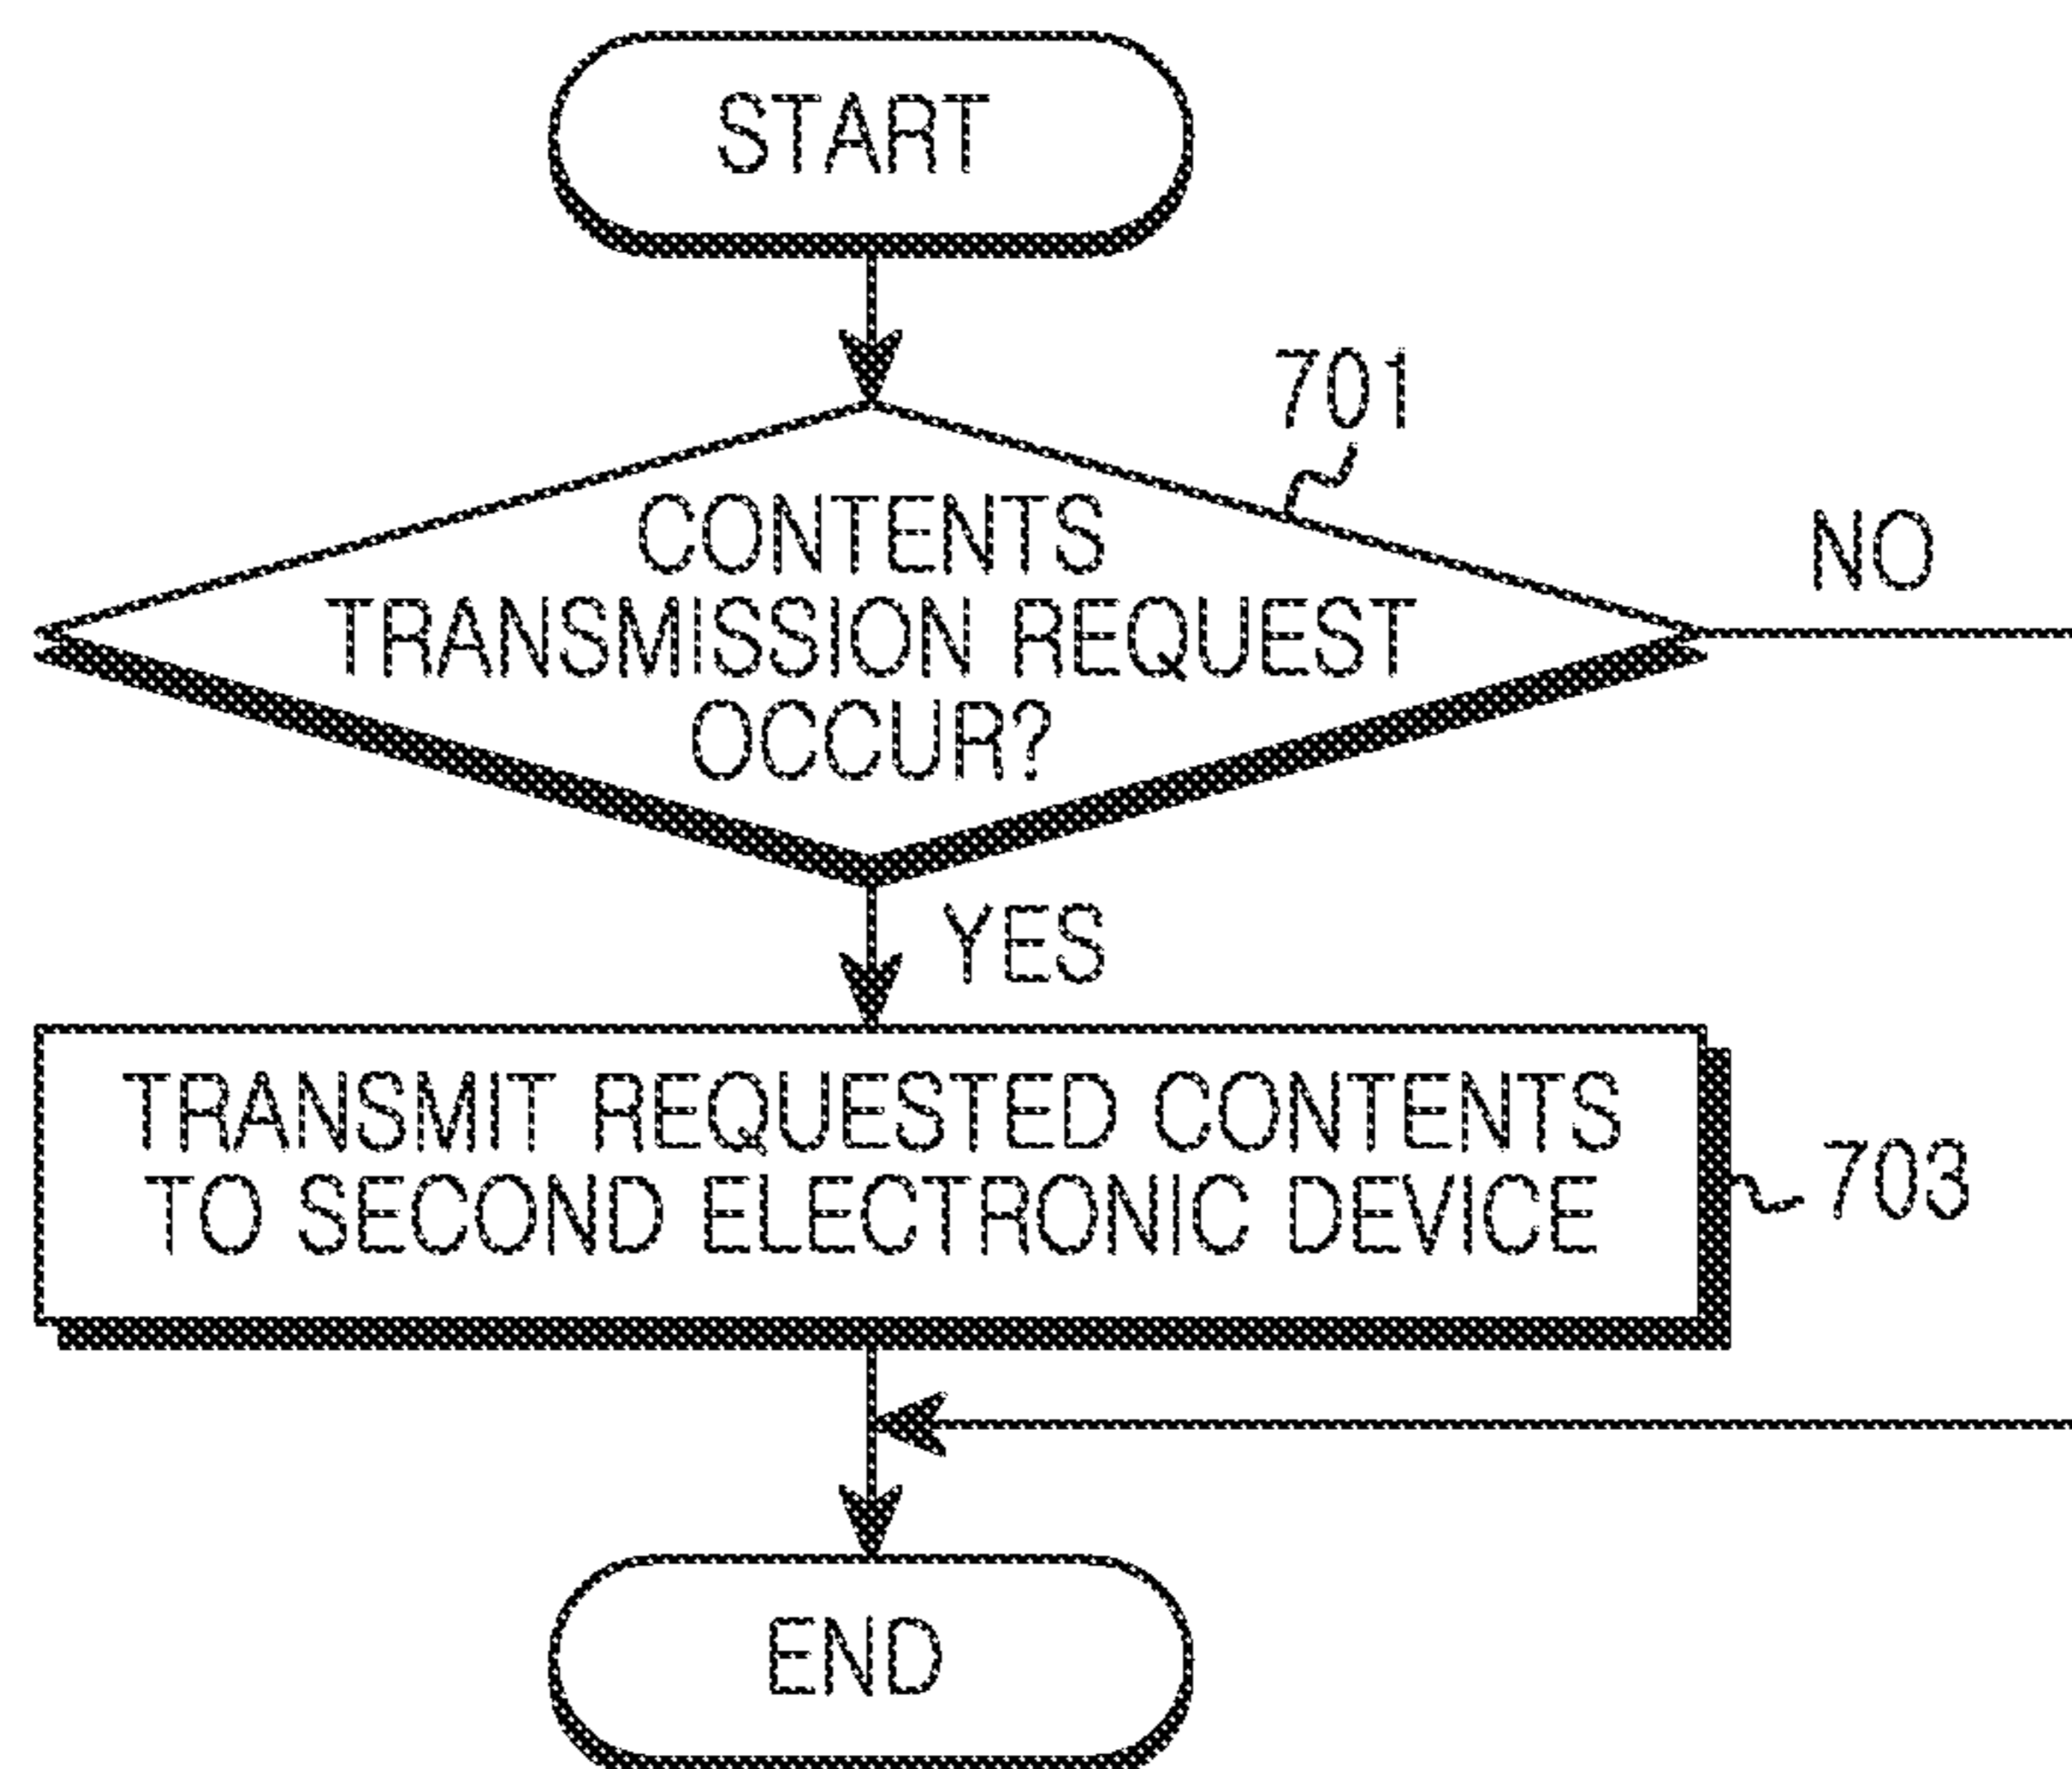 START
701
CONTENTS
TRANSMISSION REQUEST
OCCUR?
NO
YES
TRANSMIT REQUESTED CONTENTS
TO SECOND ELECTRONIC DEVICE
703
END